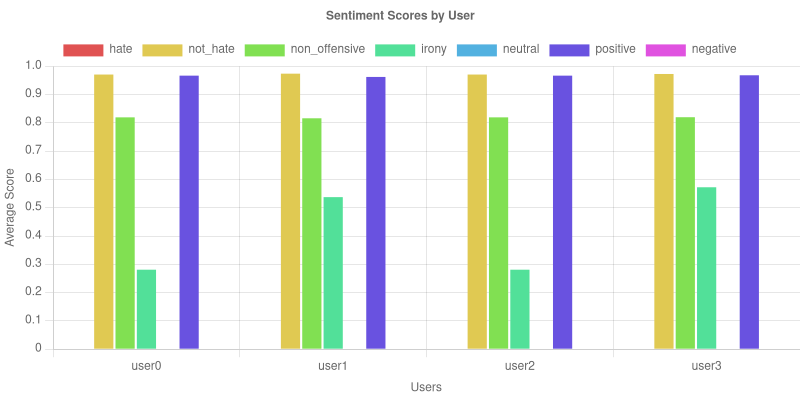 Sentiment Scores by User
hate not_hate non_offensive irony neutral positive negative
1.0
0.9
0.8
0.7
0.6
0.5
0.4
0.3
0.2
0.1
0
Average Score
user0 user1 user2 user3
Users